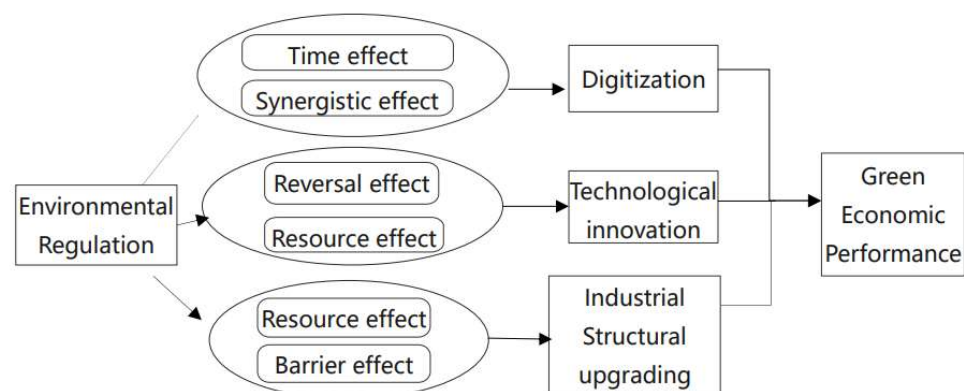 Time effect
Synergistic effect
Digitization
Environmental
Regulation
Reversal effect
Resource effect
Technological
innovation
Green
Economic
Performance
Resource effect
Barrier effect
Industrial
Structural
upgrading